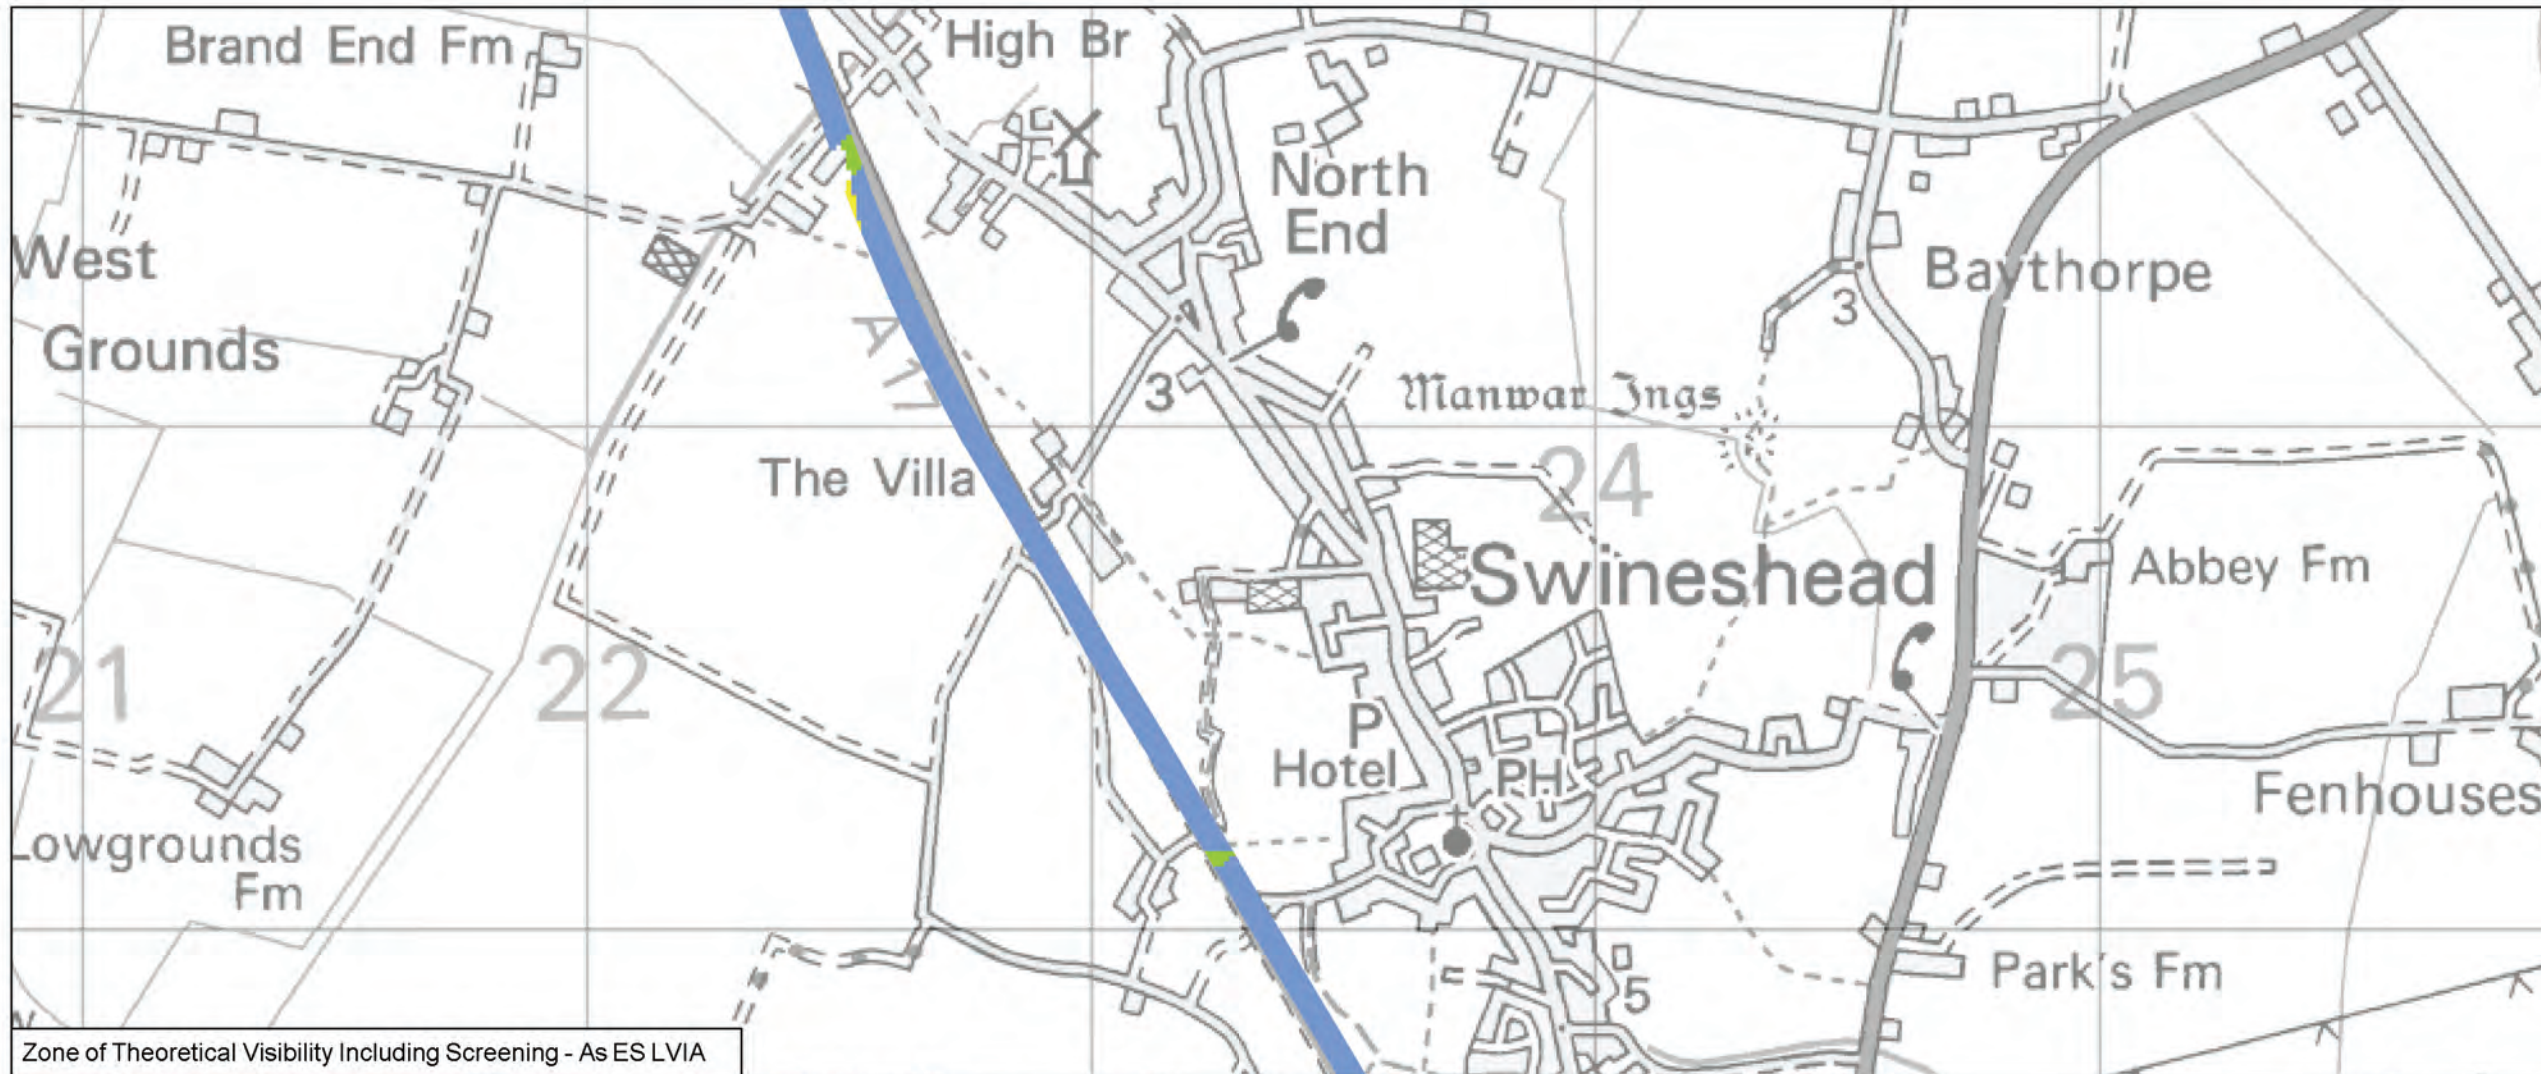 Brand End Fm
High Br
North
End
West
Grounds
Baythorpe
3
A17
3
Manwar Ings
The Villa
24
Swineshead
Abbey Fm
21
22
25
P
Hotel
PH
Fenhouses
Lowgrounds
Fm
Park's Fm
5
Zone of Theoretical Visibility Including Screening - As ES LVIA